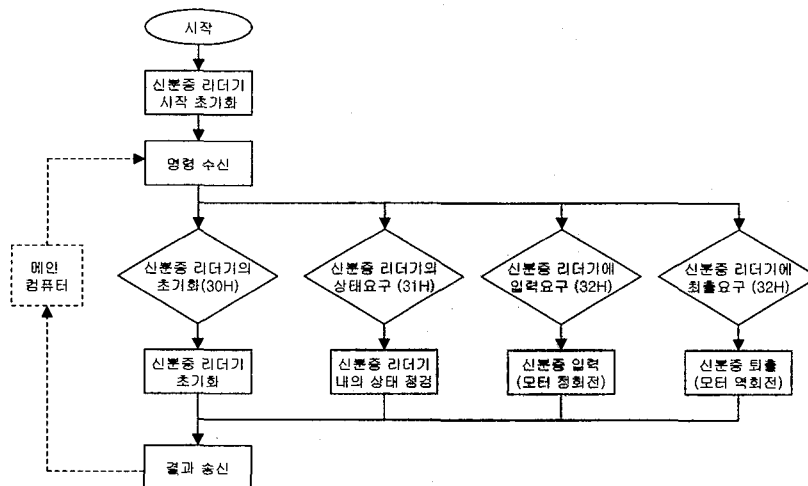 시작
신분증 리더기
시작 초기화
명령 수신
메인
컴퓨터
신분증 리더기의
초기화(30H)
신분증 리더기의
상태요구 (31H)
신분증 리더기에
입력요구 (32H)
신분증 리더기에
퇴출요구 (32H)
신분증 리더기
초기화
신분증 리더기
내의 상태 점검
신분증 입력
(모터 정회전)
신분증 퇴출
(모터 역회전)
결과 송신